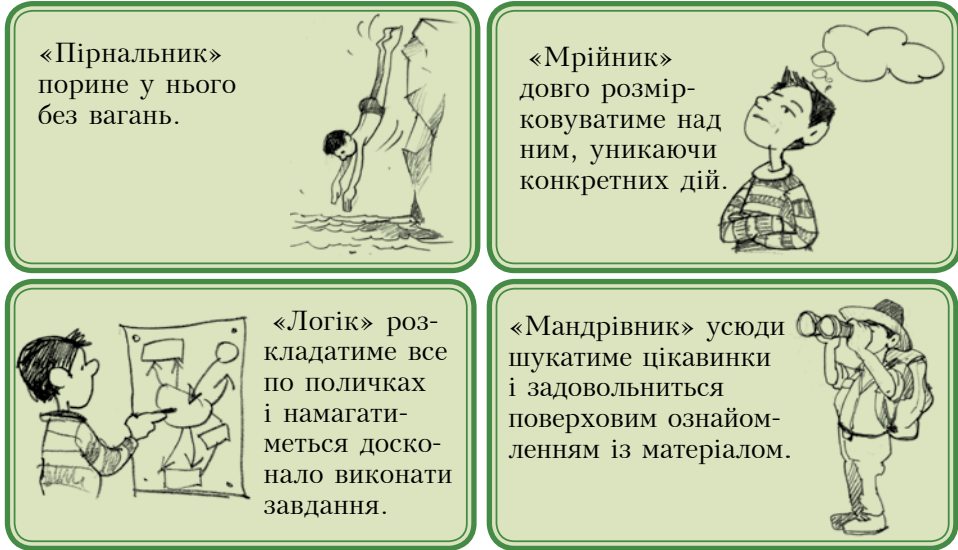 «Пірнальник»
порине у нього
без вагань.
«Мрійник»
довго розмір-
ковуватиме над
ним, уникаючи
конкретних дій.
«Логік» роз-
кладатиме все
по поличках
і намагати-
меться доско-
нало виконати
завдання.
«Мандрівник» усюди
шукатиме цікавинки
і задовольниться
поверховим ознайом-
ленням із матеріалом.